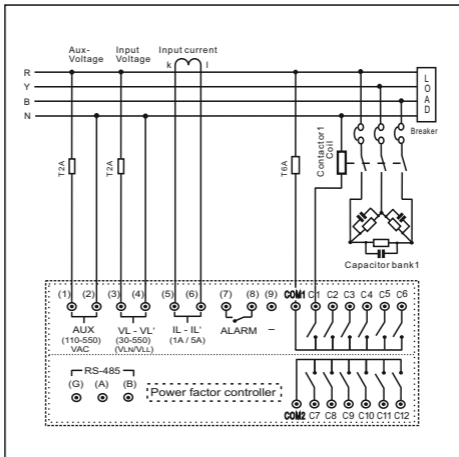 Aux-Voltage
Input Voltage
Input current
k l
R
Y
B
N
LOAD
Breaker
T2A
T2A
T6A
Contactor1 Coil
Capacitor bank1
(1) (2) (3) (4) (5) (6) (7) (8) (9) COM1 C1 C2 C3 C4 C5 C6
AUX
(110-550)
VAC
VL - VL'
(30-550)
(VLN/VLL)
IL - IL'
(1A / 5A)
ALARM
–
RS-485
(G) (A) (B)
Power factor controller
COM2 C7 C8 C9 C10 C11 C12